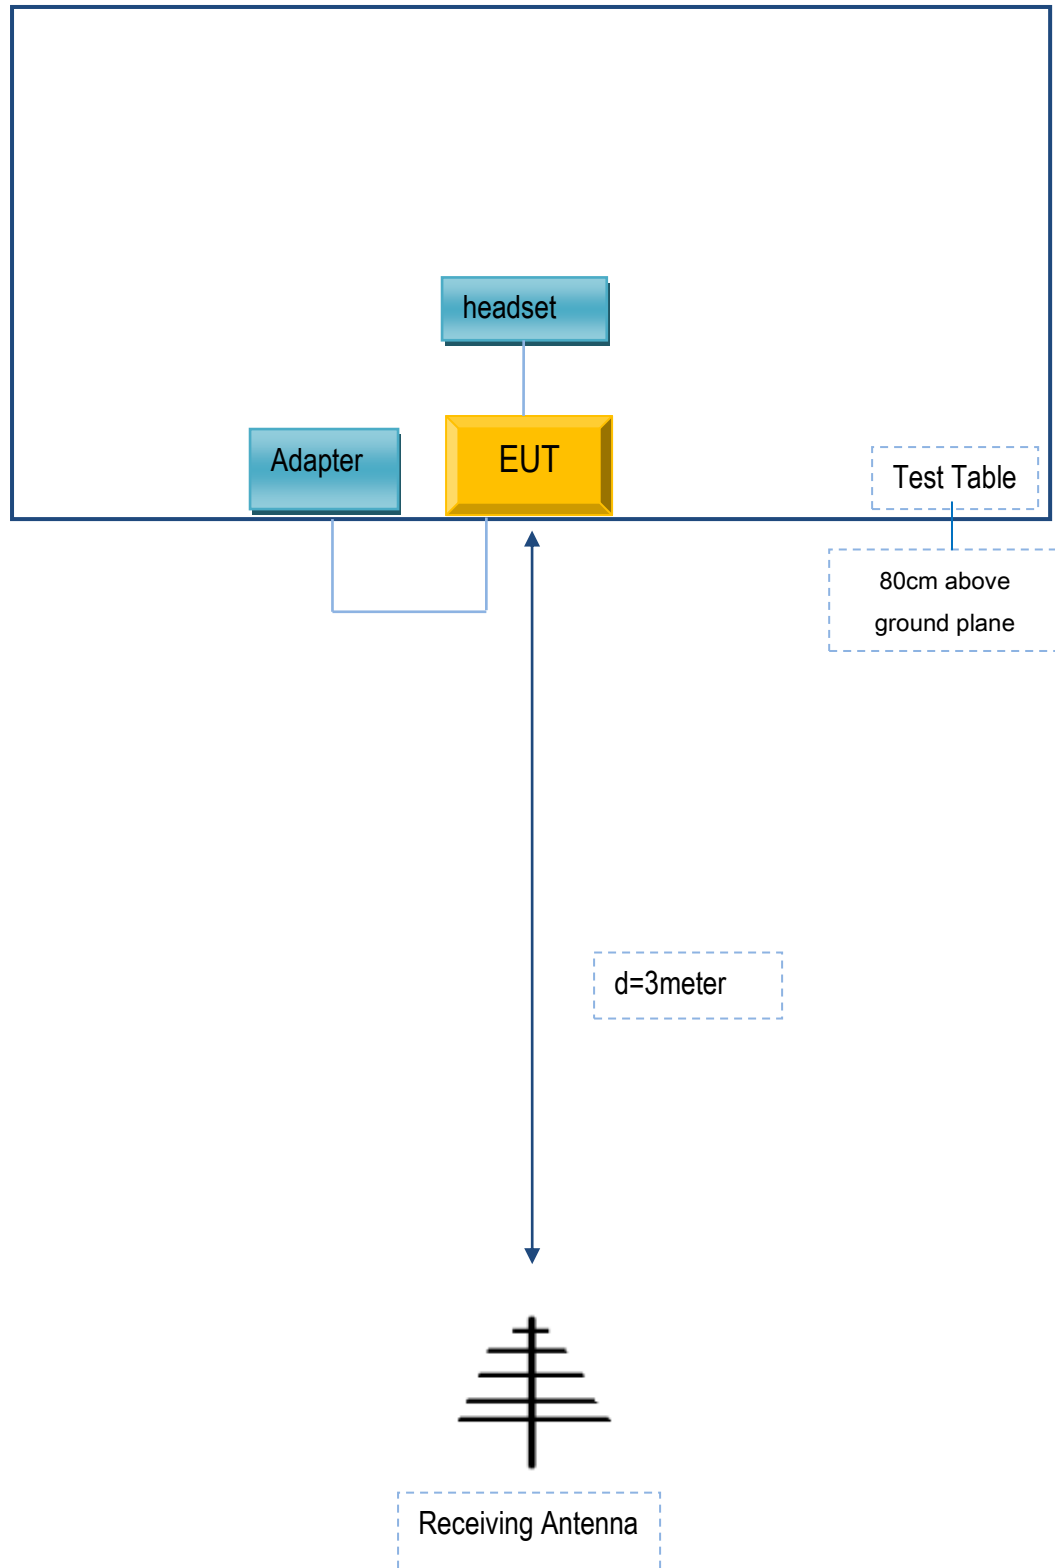 headset
Adapter
EUT
Test Table
80cm above
ground plane
d=3meter
Receiving Antenna